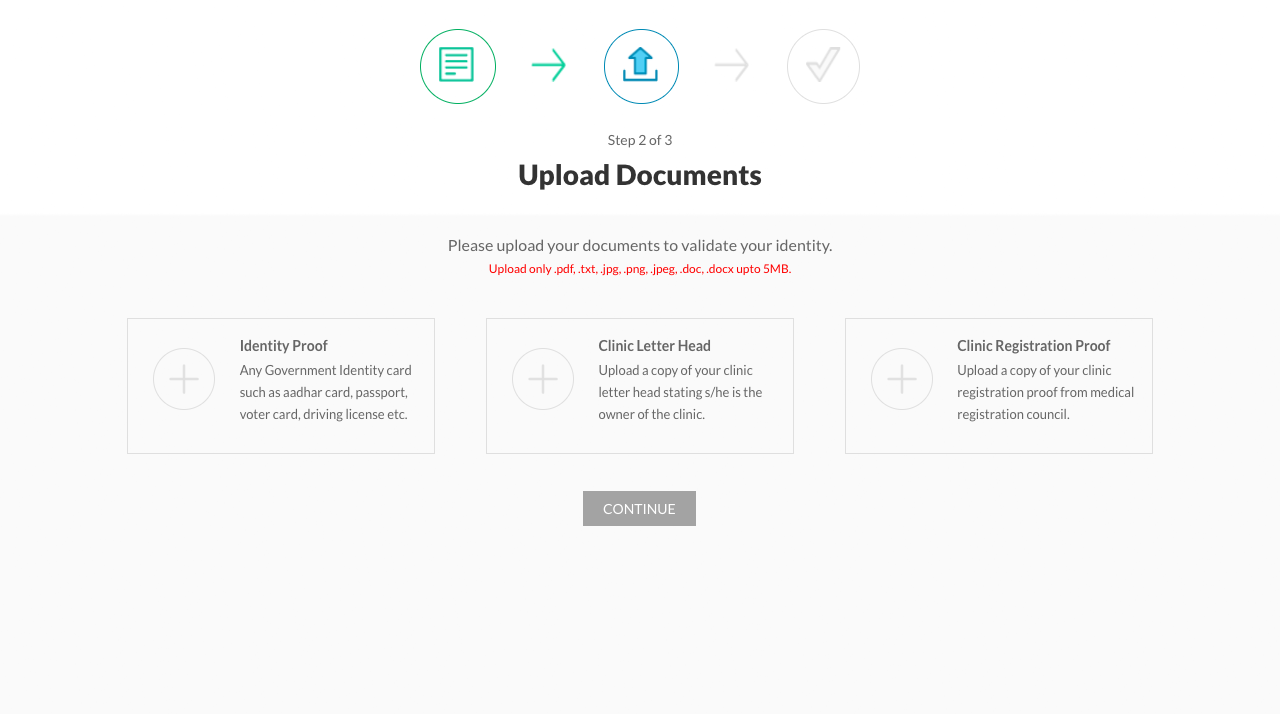 Step 2 of 3
Upload Documents
Please upload your documents to validate your identity.
Upload only .pdf, .txt, .jpg, .png, .jpeg, .doc, .docx upto 5MB.
Identity Proof
Any Government Identity card
such as aadhar card, passport,
voter card, driving license etc.
Clinic Letter Head
Upload a copy of your clinic
letter head stating s/he is the
owner of the clinic.
Clinic Registration Proof
Upload a copy of your clinic
registration proof from medical
registration council.
CONTINUE